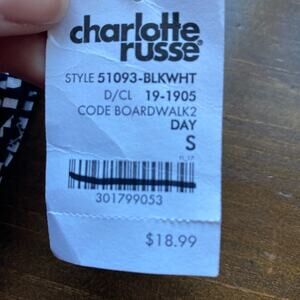 charlotte
russe
STYLE 51093-BLKWHT
D/CL 19-1905
CODE BOARDWALK2
DAY
S
301799053
$18.99